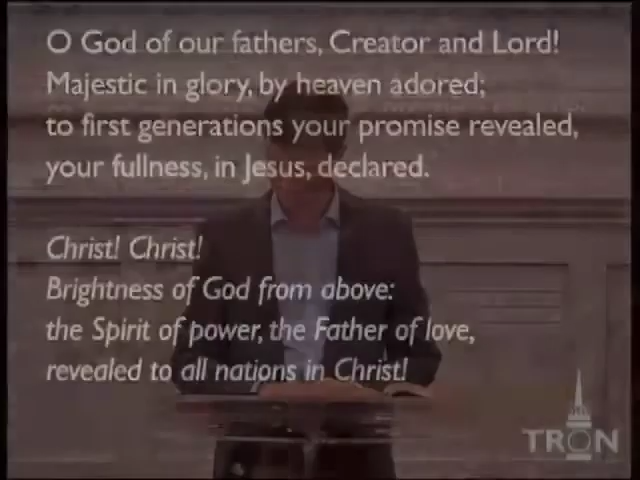 O God of our fathers, Creator and Lord!
Majestic in glory, by heaven adored;
to first generations your promise revealed,
your fullness, in Jesus, declared.
Christ! Christ!
Brightness of God from above:
the Spirit of power, the Father of love,
revealed to all nations in Christ!
TRON